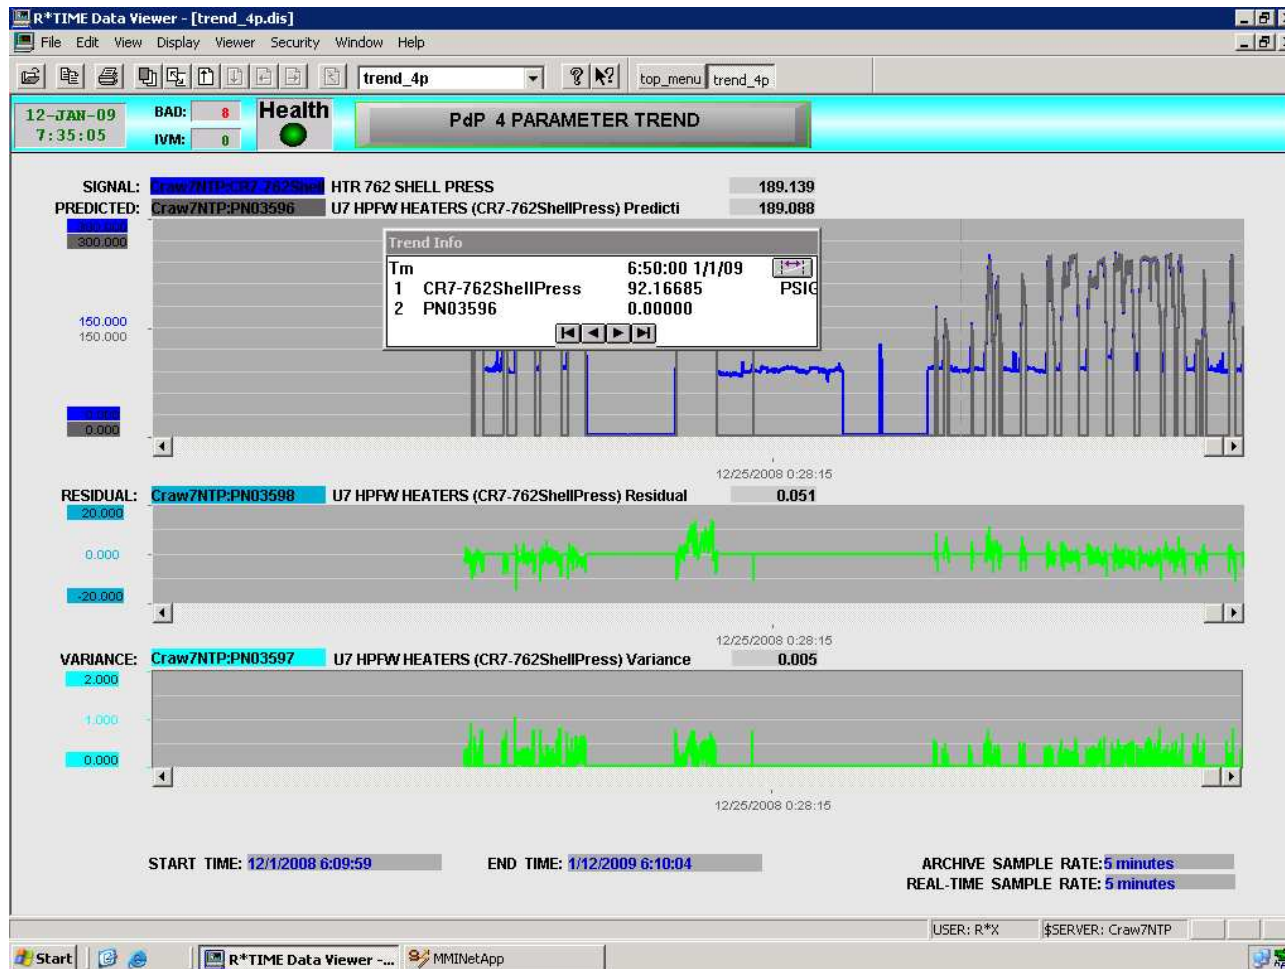 R*TIME Data Viewer - [trend_4p.dis]
File Edit View Display Viewer Security Window Help
trend_4p top_menu trend_4p
12-JAN-09
7:35:05
BAD: 8
IVM: 0
Health
PdP 4 PARAMETER TREND
SIGNAL: Craw7NTP:CR7-762Shell HTR 762 SHELL PRESS 189.139
PREDICTED: Craw7NTP:PN03596 U7 HPFW HEATERS (CR7-762ShellPress) Predicti 189.088
300.000
300.000
Trend Info
Tm 6:50:00 1/1/09
1 CR7-762ShellPress 92.16685 PSIG
2 PN03596 0.00000
150.000
150.000
0.000
0.000
12/25/2008 0:28:15
RESIDUAL: Craw7NTP:PN03598 U7 HPFW HEATERS (CR7-762ShellPress) Residual 0.051
20.000
0.000
-20.000
12/25/2008 0:28:15
VARIANCE: Craw7NTP:PN03597 U7 HPFW HEATERS (CR7-762ShellPress) Variance 0.005
2.000
1.000
0.000
12/25/2008 0:28:15
START TIME: 12/1/2008 6:09:59 END TIME: 1/12/2009 6:10:04 ARCHIVE SAMPLE RATE: 5 minutes
REAL-TIME SAMPLE RATE: 5 minutes
USER: R*X $SERVER: Craw7NTP
Start R*TIME Data Viewer -... MMINetApp